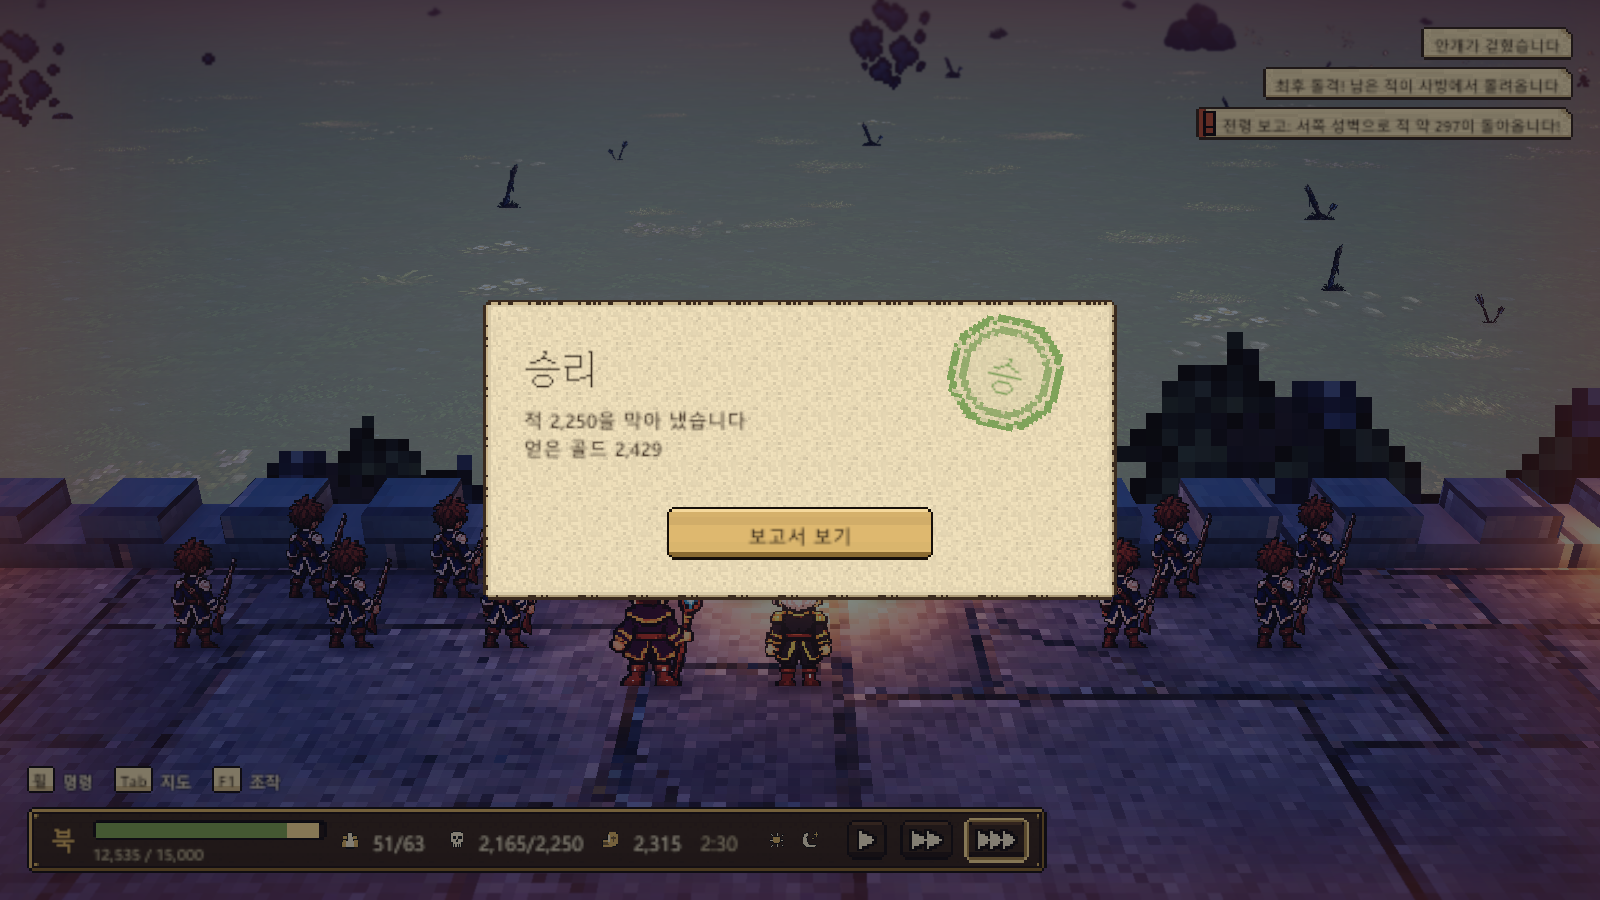 안개가 걷혔습니다
최후 돌격! 남은 적이 사방에서 몰려옵니다
전령 보고: 서쪽 성벽으로 적 약 297이 돌아옵니다!
승리
승
적 2,250을 막아 냈습니다
얻은 골드 2,429
보고서 보기
휠 명령 Tab 지도 F1 조작
북 12,535 / 15,000 51/63 2,165/2,250 2,315 2:30